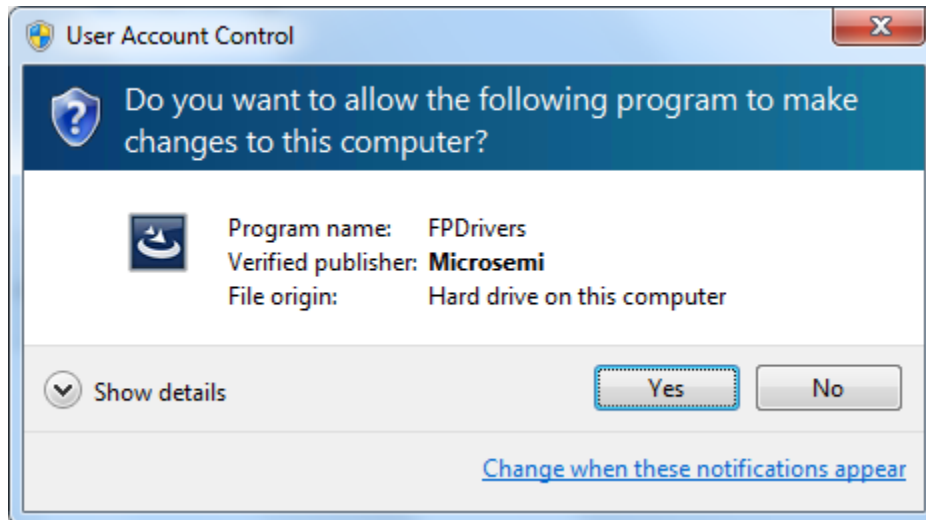 User Account Control
Do you want to allow the following program to make
changes to this computer?
Program name: FPDrivers
Verified publisher: Microsemi
File origin: Hard drive on this computer
Show details
Yes
No
Change when these notifications appear